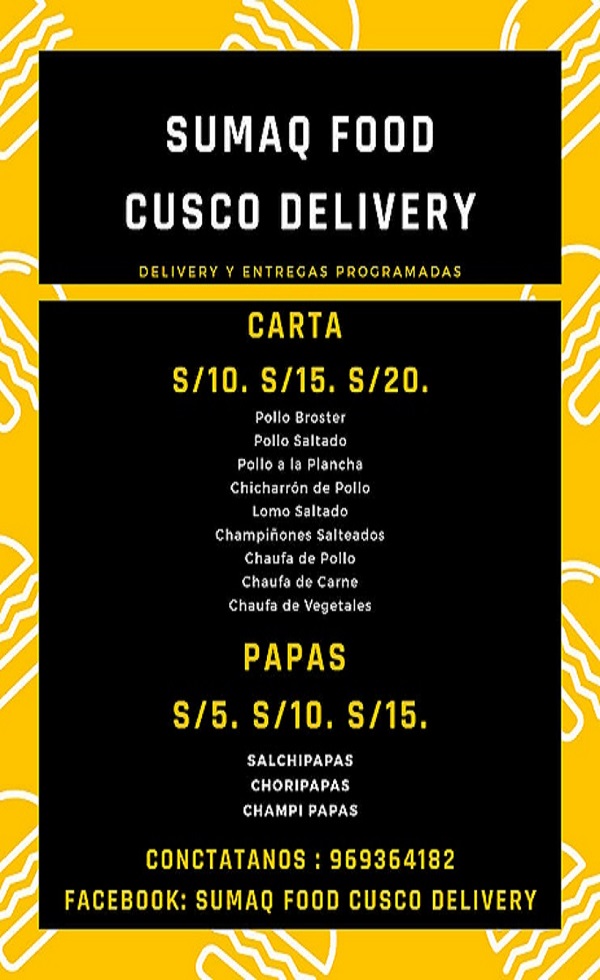 SUMAQ FOOD
CUSCO DELIVERY
DELIVERY Y ENTREGAS PROGRAMADAS
CARTA
S/10. S/15. S/20.
Pollo Broster
Pollo Saltado
Pollo a la Plancha
Chicharrón de Pollo
Lomo Saltado
Champiñones Salteados
Chaufa de Pollo
Chaufa de Carne
Chaufa de Vegetales
PAPAS
S/5. S/10. S/15.
SALCHIPAPAS
CHORIPAPAS
CHAMPI PAPAS
CONCTATANOS : 969364182
FACEBOOK: SUMAQ FOOD CUSCO DELIVERY